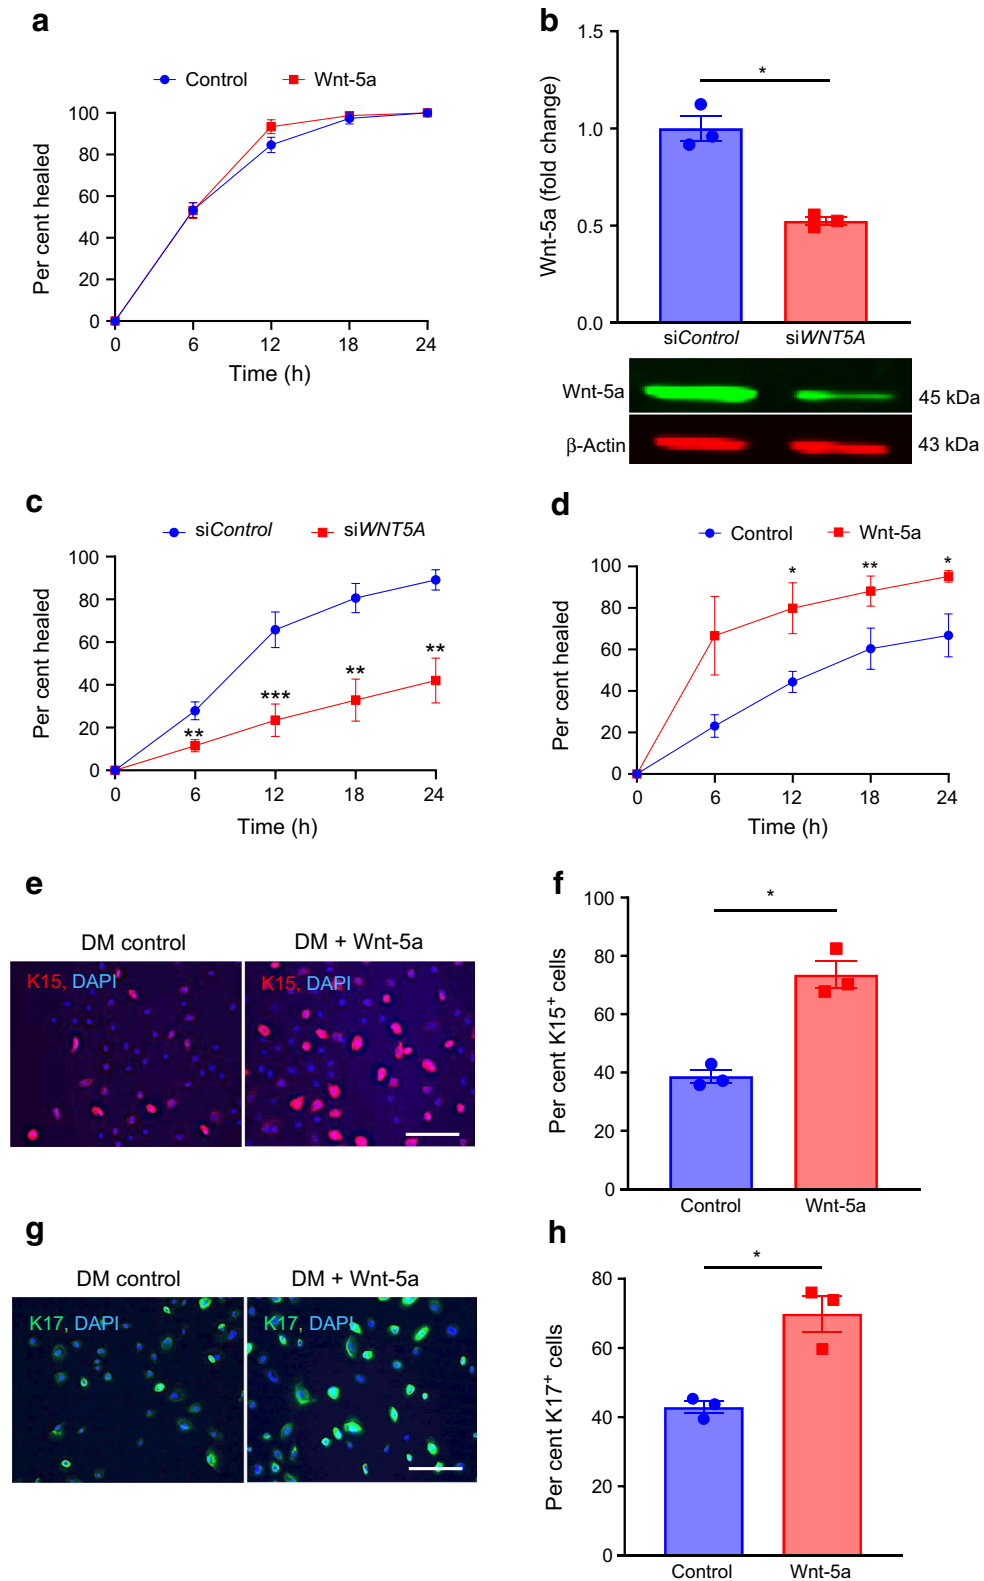 a
Control
Wnt-5a
Per cent healed
100
80
60
40
20
0
0 6 12 18 24
Time (h)
b
Wnt-5a (fold change)
1.5
1.0
0.5
0.0
*
siControl siWNT5A
Wnt-5a 45 kDa
β-Actin 43 kDa
c
siControl siWNT5A
Per cent healed
100
80
60
40
20
0
**
***
**
**
0 6 12 18 24
Time (h)
d
Control Wnt-5a
Per cent healed
100
80
60
40
20
0
*
**
*
0 6 12 18 24
Time (h)
e
DM control DM + Wnt-5a
K15, DAPI K15, DAPI
f
Per cent K15⁺ cells
100
80
60
40
20
0
*
Control Wnt-5a
g
DM control DM + Wnt-5a
K17, DAPI K17, DAPI
h
Per cent K17⁺ cells
80
60
40
20
0
*
Control Wnt-5a